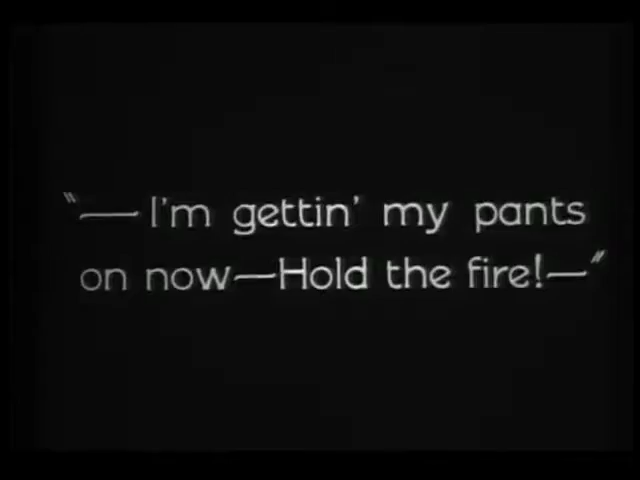 "—I'm gettin' my pants
on now—Hold the fire!—"